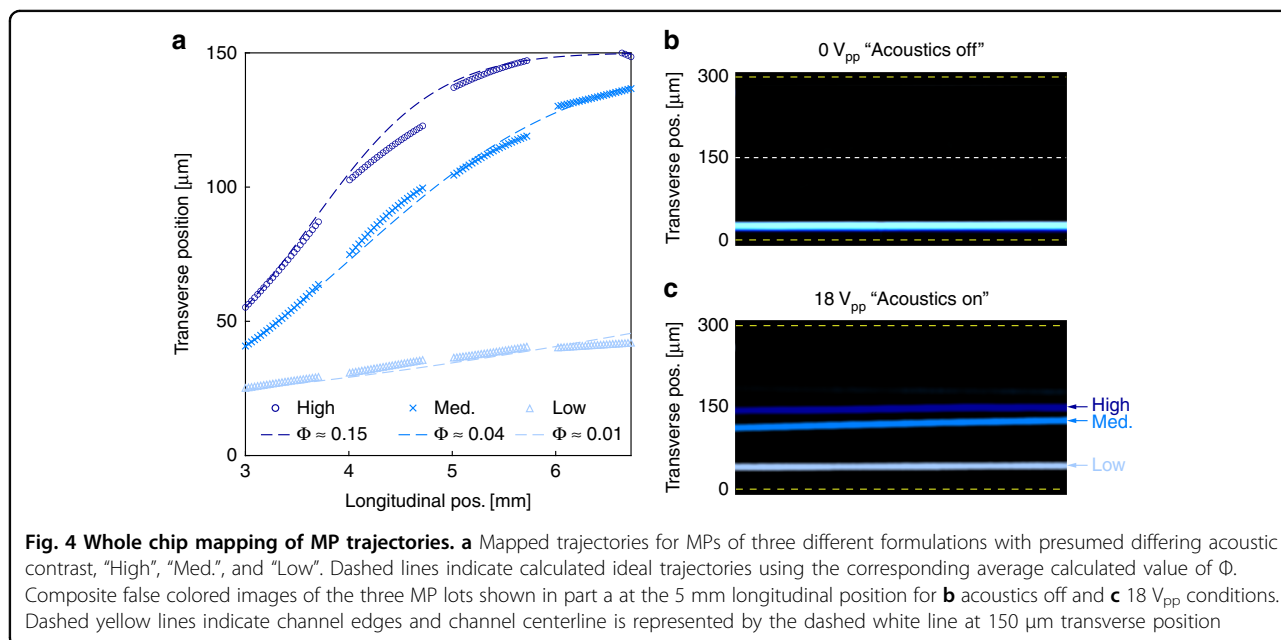 a
150
100
50
0
Transverse position [µm]
High
Med.
Low
Φ ≈ 0.15
Φ ≈ 0.04
Φ ≈ 0.01
3
4
5
6
Longitudinal pos. [mm]
b
0 Vpp “Acoustics off”
300
150
0
Transverse pos. [µm]
c
18 Vpp “Acoustics on”
300
150
0
Transverse pos. [µm]
High
Med.
Low
Fig. 4 Whole chip mapping of MP trajectories. a Mapped trajectories for MPs of three different formulations with presumed differing acoustic
contrast, “High”, “Med.”, and “Low”. Dashed lines indicate calculated ideal trajectories using the corresponding average calculated value of Φ.
Composite false colored images of the three MP lots shown in part a at the 5 mm longitudinal position for b acoustics off and c 18 Vpp conditions.
Dashed yellow lines indicate channel edges and channel centerline is represented by the dashed white line at 150 µm transverse position